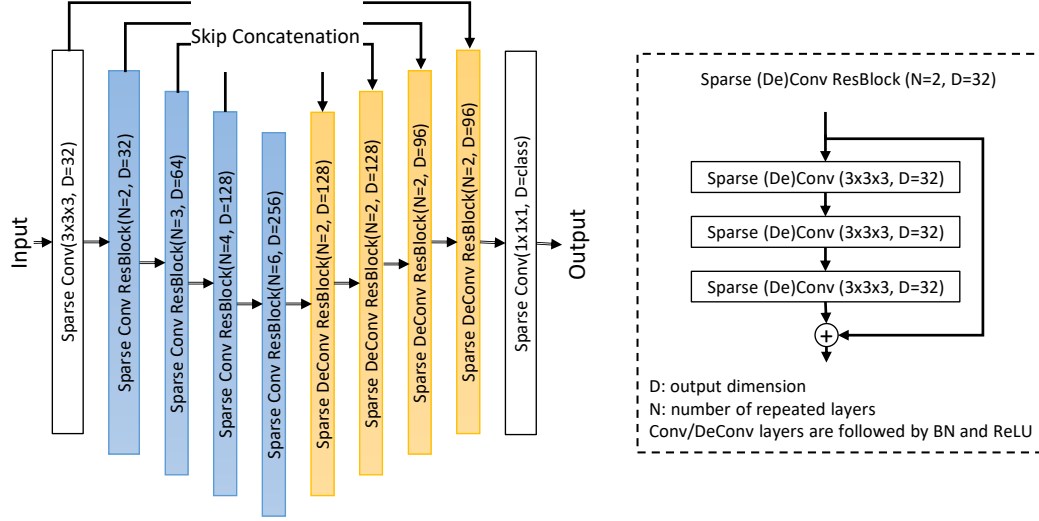 Skip Concatenation
Input
Sparse Conv(3x3x3, D=32)
Sparse Conv ResBlock(N=2, D=32)
Sparse Conv ResBlock(N=3, D=64)
Sparse Conv ResBlock(N=4, D=128)
Sparse Conv ResBlock(N=6, D=256)
Sparse DeConv ResBlock(N=2, D=128)
Sparse DeConv ResBlock(N=2, D=128)
Sparse DeConv ResBlock(N=2, D=96)
Sparse DeConv ResBlock(N=2, D=96)
Sparse Conv(1x1x1, D=class)
Output
Sparse (De)Conv ResBlock (N=2, D=32)
Sparse (De)Conv (3x3x3, D=32)
Sparse (De)Conv (3x3x3, D=32)
Sparse (De)Conv (3x3x3, D=32)
+
D: output dimension
N: number of repeated layers
Conv/DeConv layers are followed by BN and ReLU